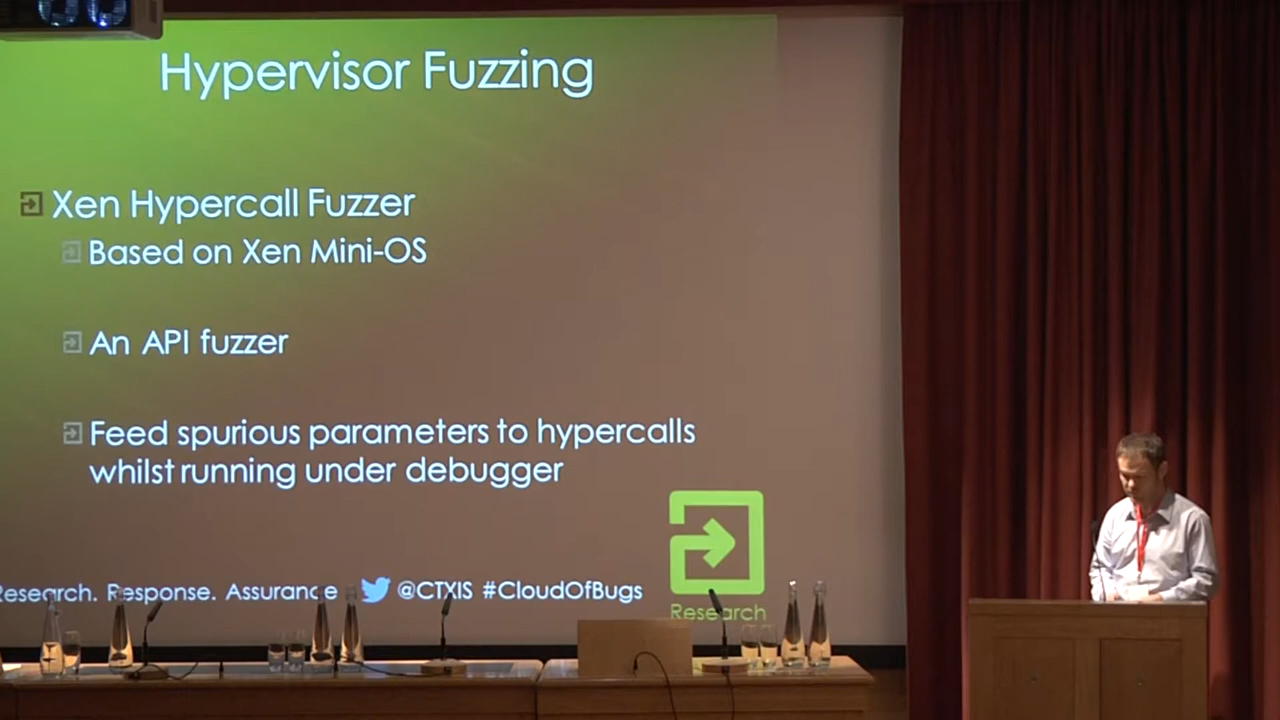 Hypervisor Fuzzing
Xen Hypercall Fuzzer
Based on Xen Mini-OS
An API fuzzer
Feed spurious parameters to hypercalls
whilst running under debugger
Research. Response. Assurance @CTXIS #CloudOfBugs
Research